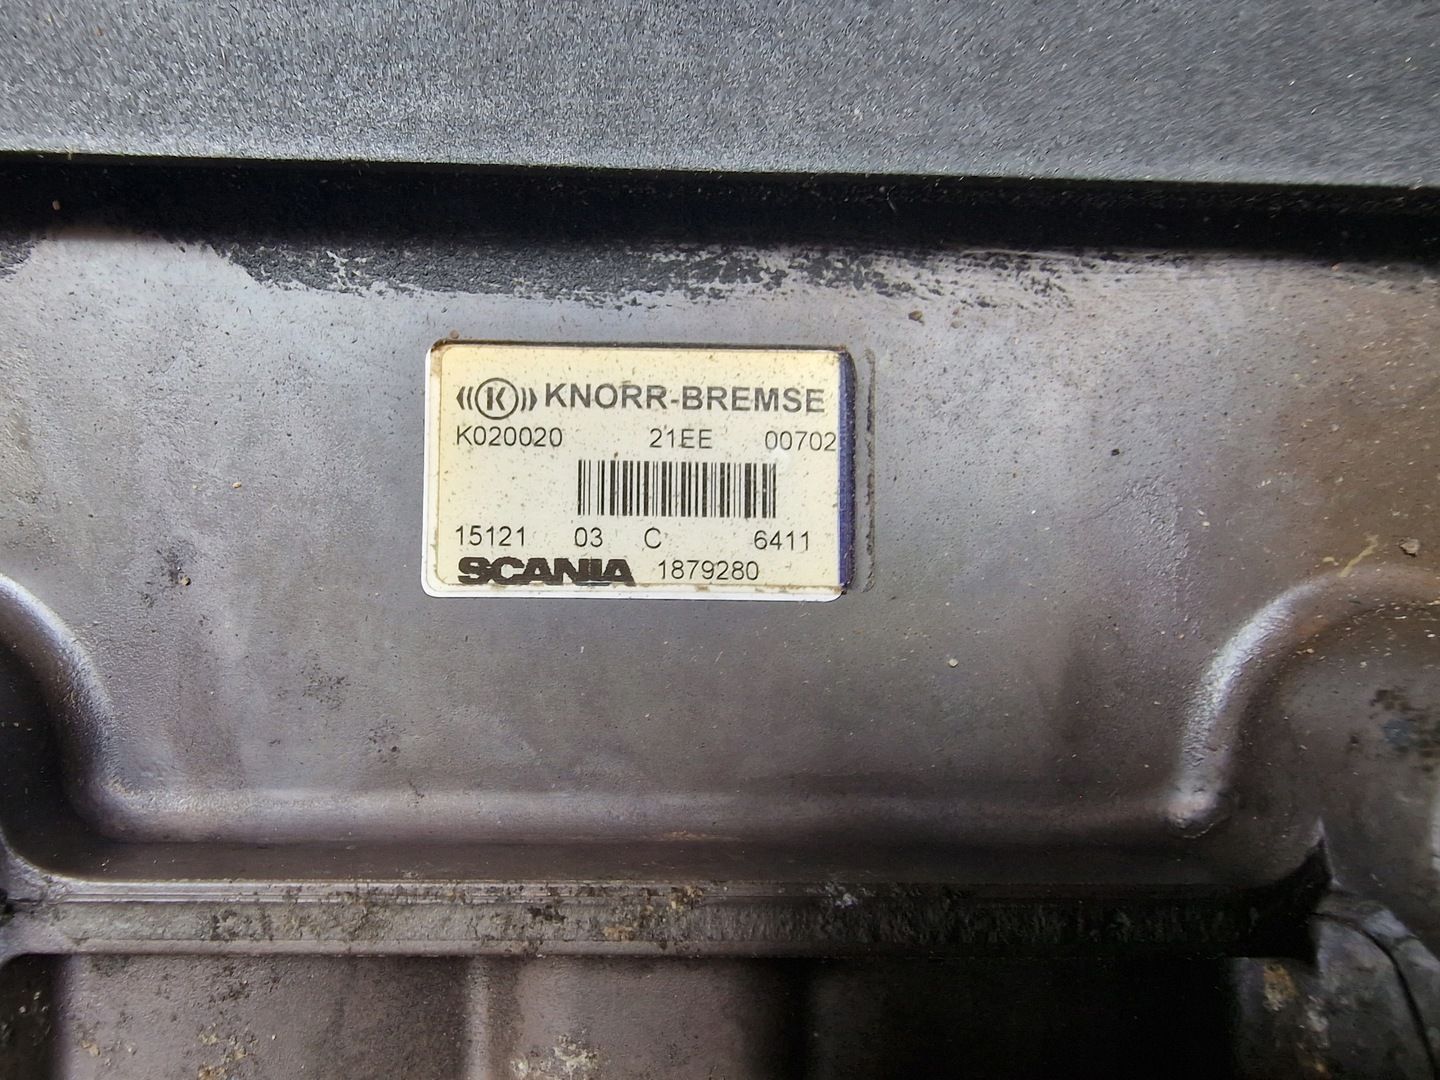 ((K)) KNORR-BREMSE
K020020 21EE 00702
15121 03 C 6411
SCANIA 1879280